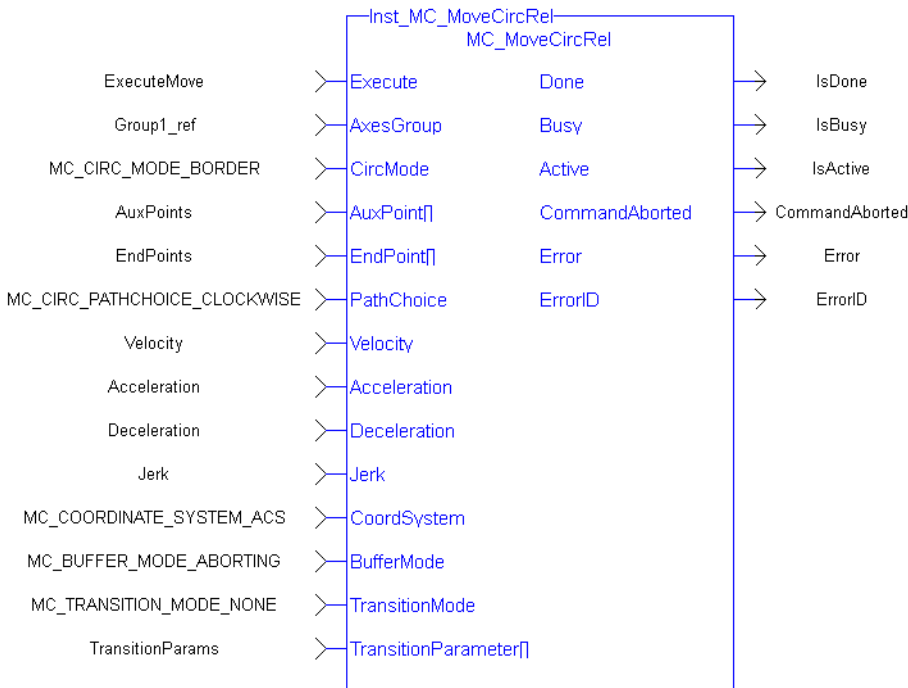 Inst_MC_MoveCircRel
MC_MoveCircRel
ExecuteMove Execute Done IsDone
Group1_ref AxesGroup Busy IsBusy
MC_CIRC_MODE_BORDER CircMode Active IsActive
AuxPoints AuxPoint[] CommandAborted CommandAborted
EndPoints EndPoint[] Error Error
MC_CIRC_PATHCHOICE_CLOCKWISE PathChoice ErrorID ErrorID
Velocity Velocity
Acceleration Acceleration
Deceleration Deceleration
Jerk Jerk
MC_COORDINATE_SYSTEM_ACS CoordSystem
MC_BUFFER_MODE_ABORTING BufferMode
MC_TRANSITION_MODE_NONE TransitionMode
TransitionParams TransitionParameter[]